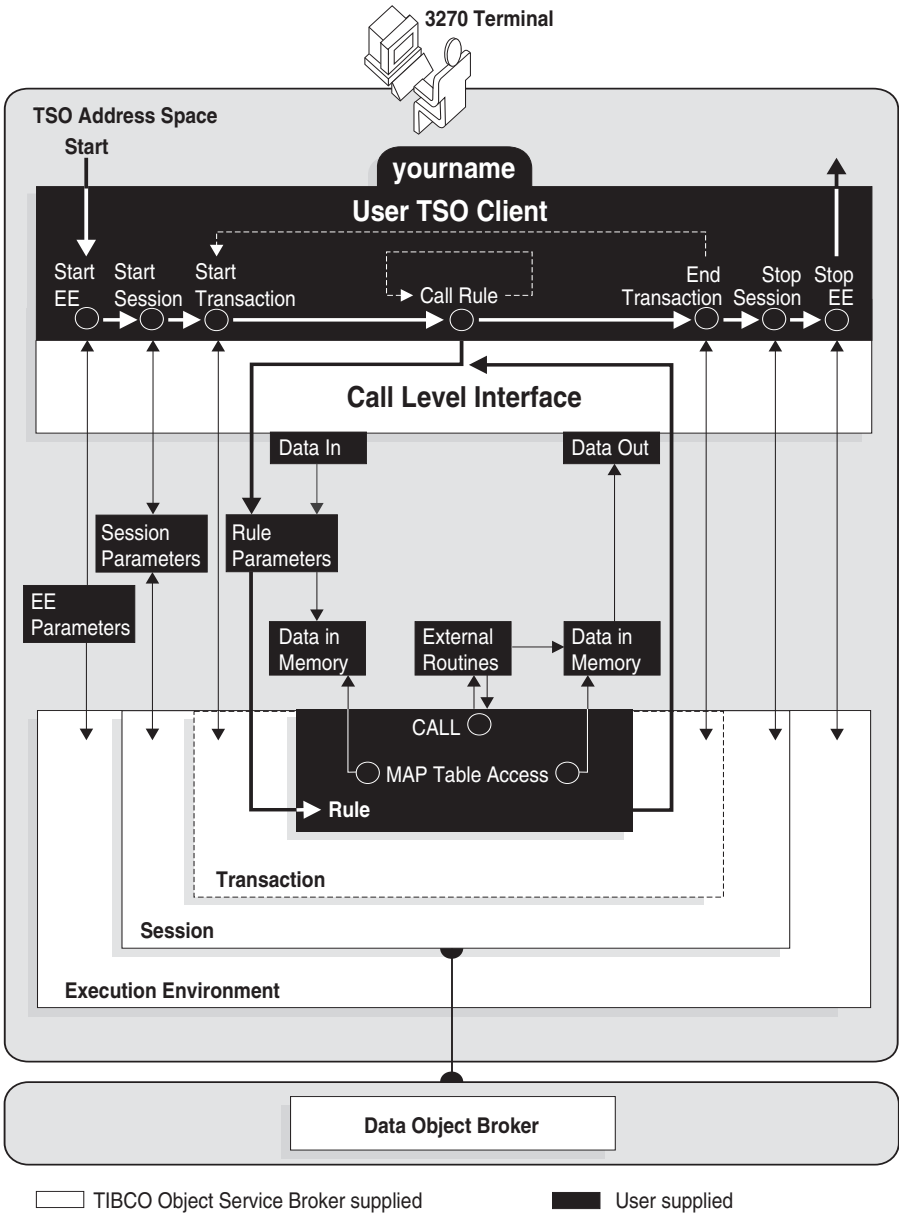 3270 Terminal
TSO Address Space
Start
yourname
User TSO Client
Start
EE
Start
Session
Start
Transaction
Call Rule
End
Transaction
Stop
Session
Stop
EE
Call Level Interface
Data In
Data Out
Session
Parameters
Rule
Parameters
EE
Parameters
Data in
Memory
External
Routines
Data in
Memory
CALL
MAP Table Access
Rule
Transaction
Session
Execution Environment
Data Object Broker
TIBCO Object Service Broker supplied
User supplied